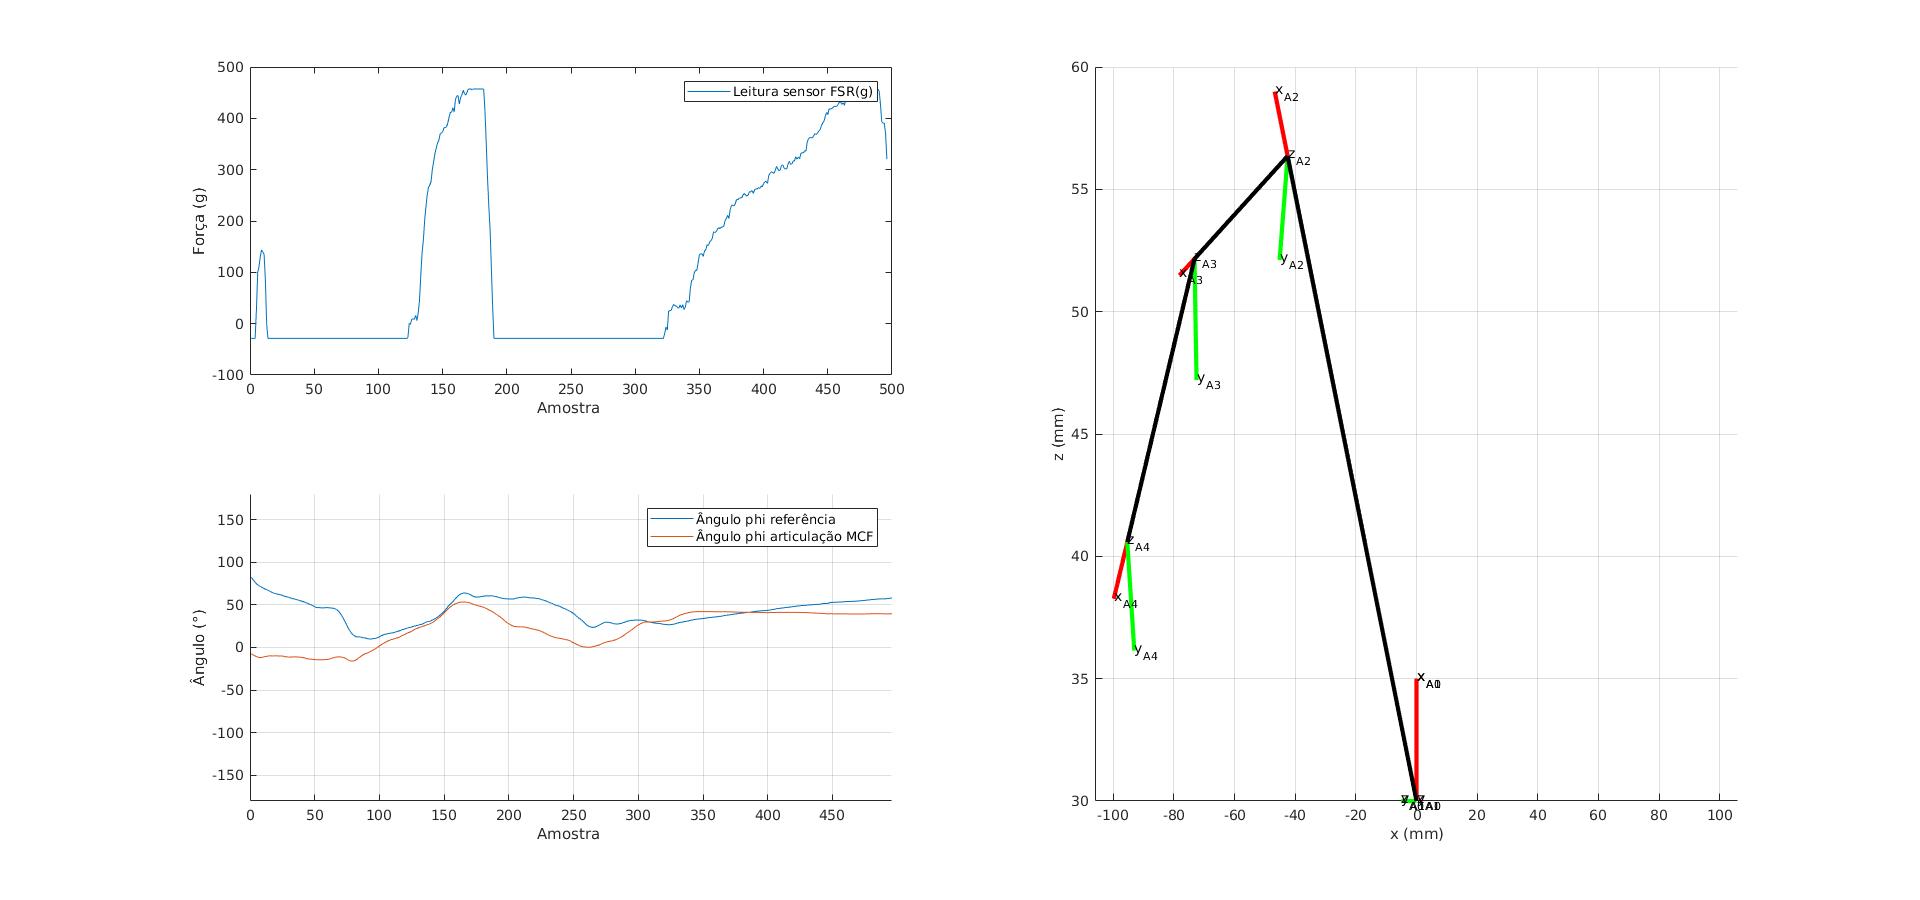 500
400
300
200
100
0
-100
Força (g)
Leitura sensor FSR(g)
0 50 100 150 200 250 300 350 400 450 500
Amostra
150
100
50
0
-50
-100
-150
Ângulo (°)
Ângulo phi referência
Ângulo phi articulação MCF
0 50 100 150 200 250 300 350 400 450
Amostra
60
55
50
45
40
35
30
z (mm)
x A2
z A2
y A2
z A3
x A3
y A3
z A4
x A4
y A4
x
-100 -80 -60 -40 -20 0 20 40 60 80 100
x (mm)